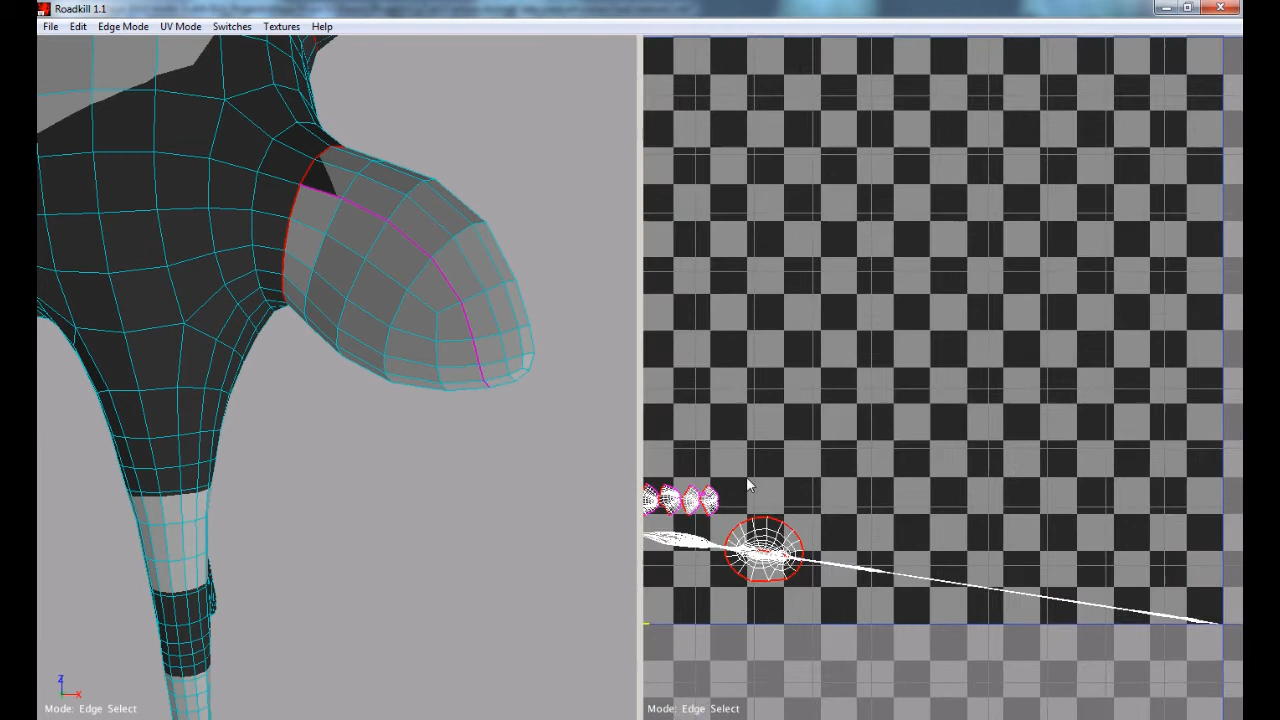 Roadkill 1.1
File Edit Edge Mode UV Mode Switches Textures Help
Z
X
Mode: Edge Select
Mode: Edge Select